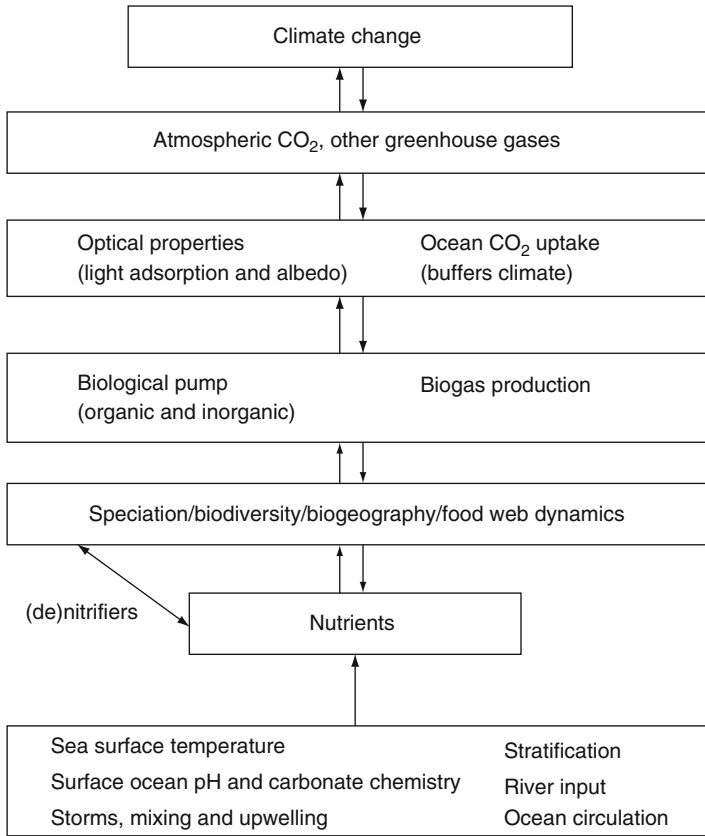 Climate change
Atmospheric CO₂, other greenhouse gases
Optical properties
(light adsorption and albedo)
Ocean CO₂ uptake
(buffers climate)
Biological pump
(organic and inorganic)
Biogas production
Speciation/biodiversity/biogeography/food web dynamics
(de)nitrifiers
Nutrients
Sea surface temperature
Surface ocean pH and carbonate chemistry
Storms, mixing and upwelling
Stratification
River input
Ocean circulation